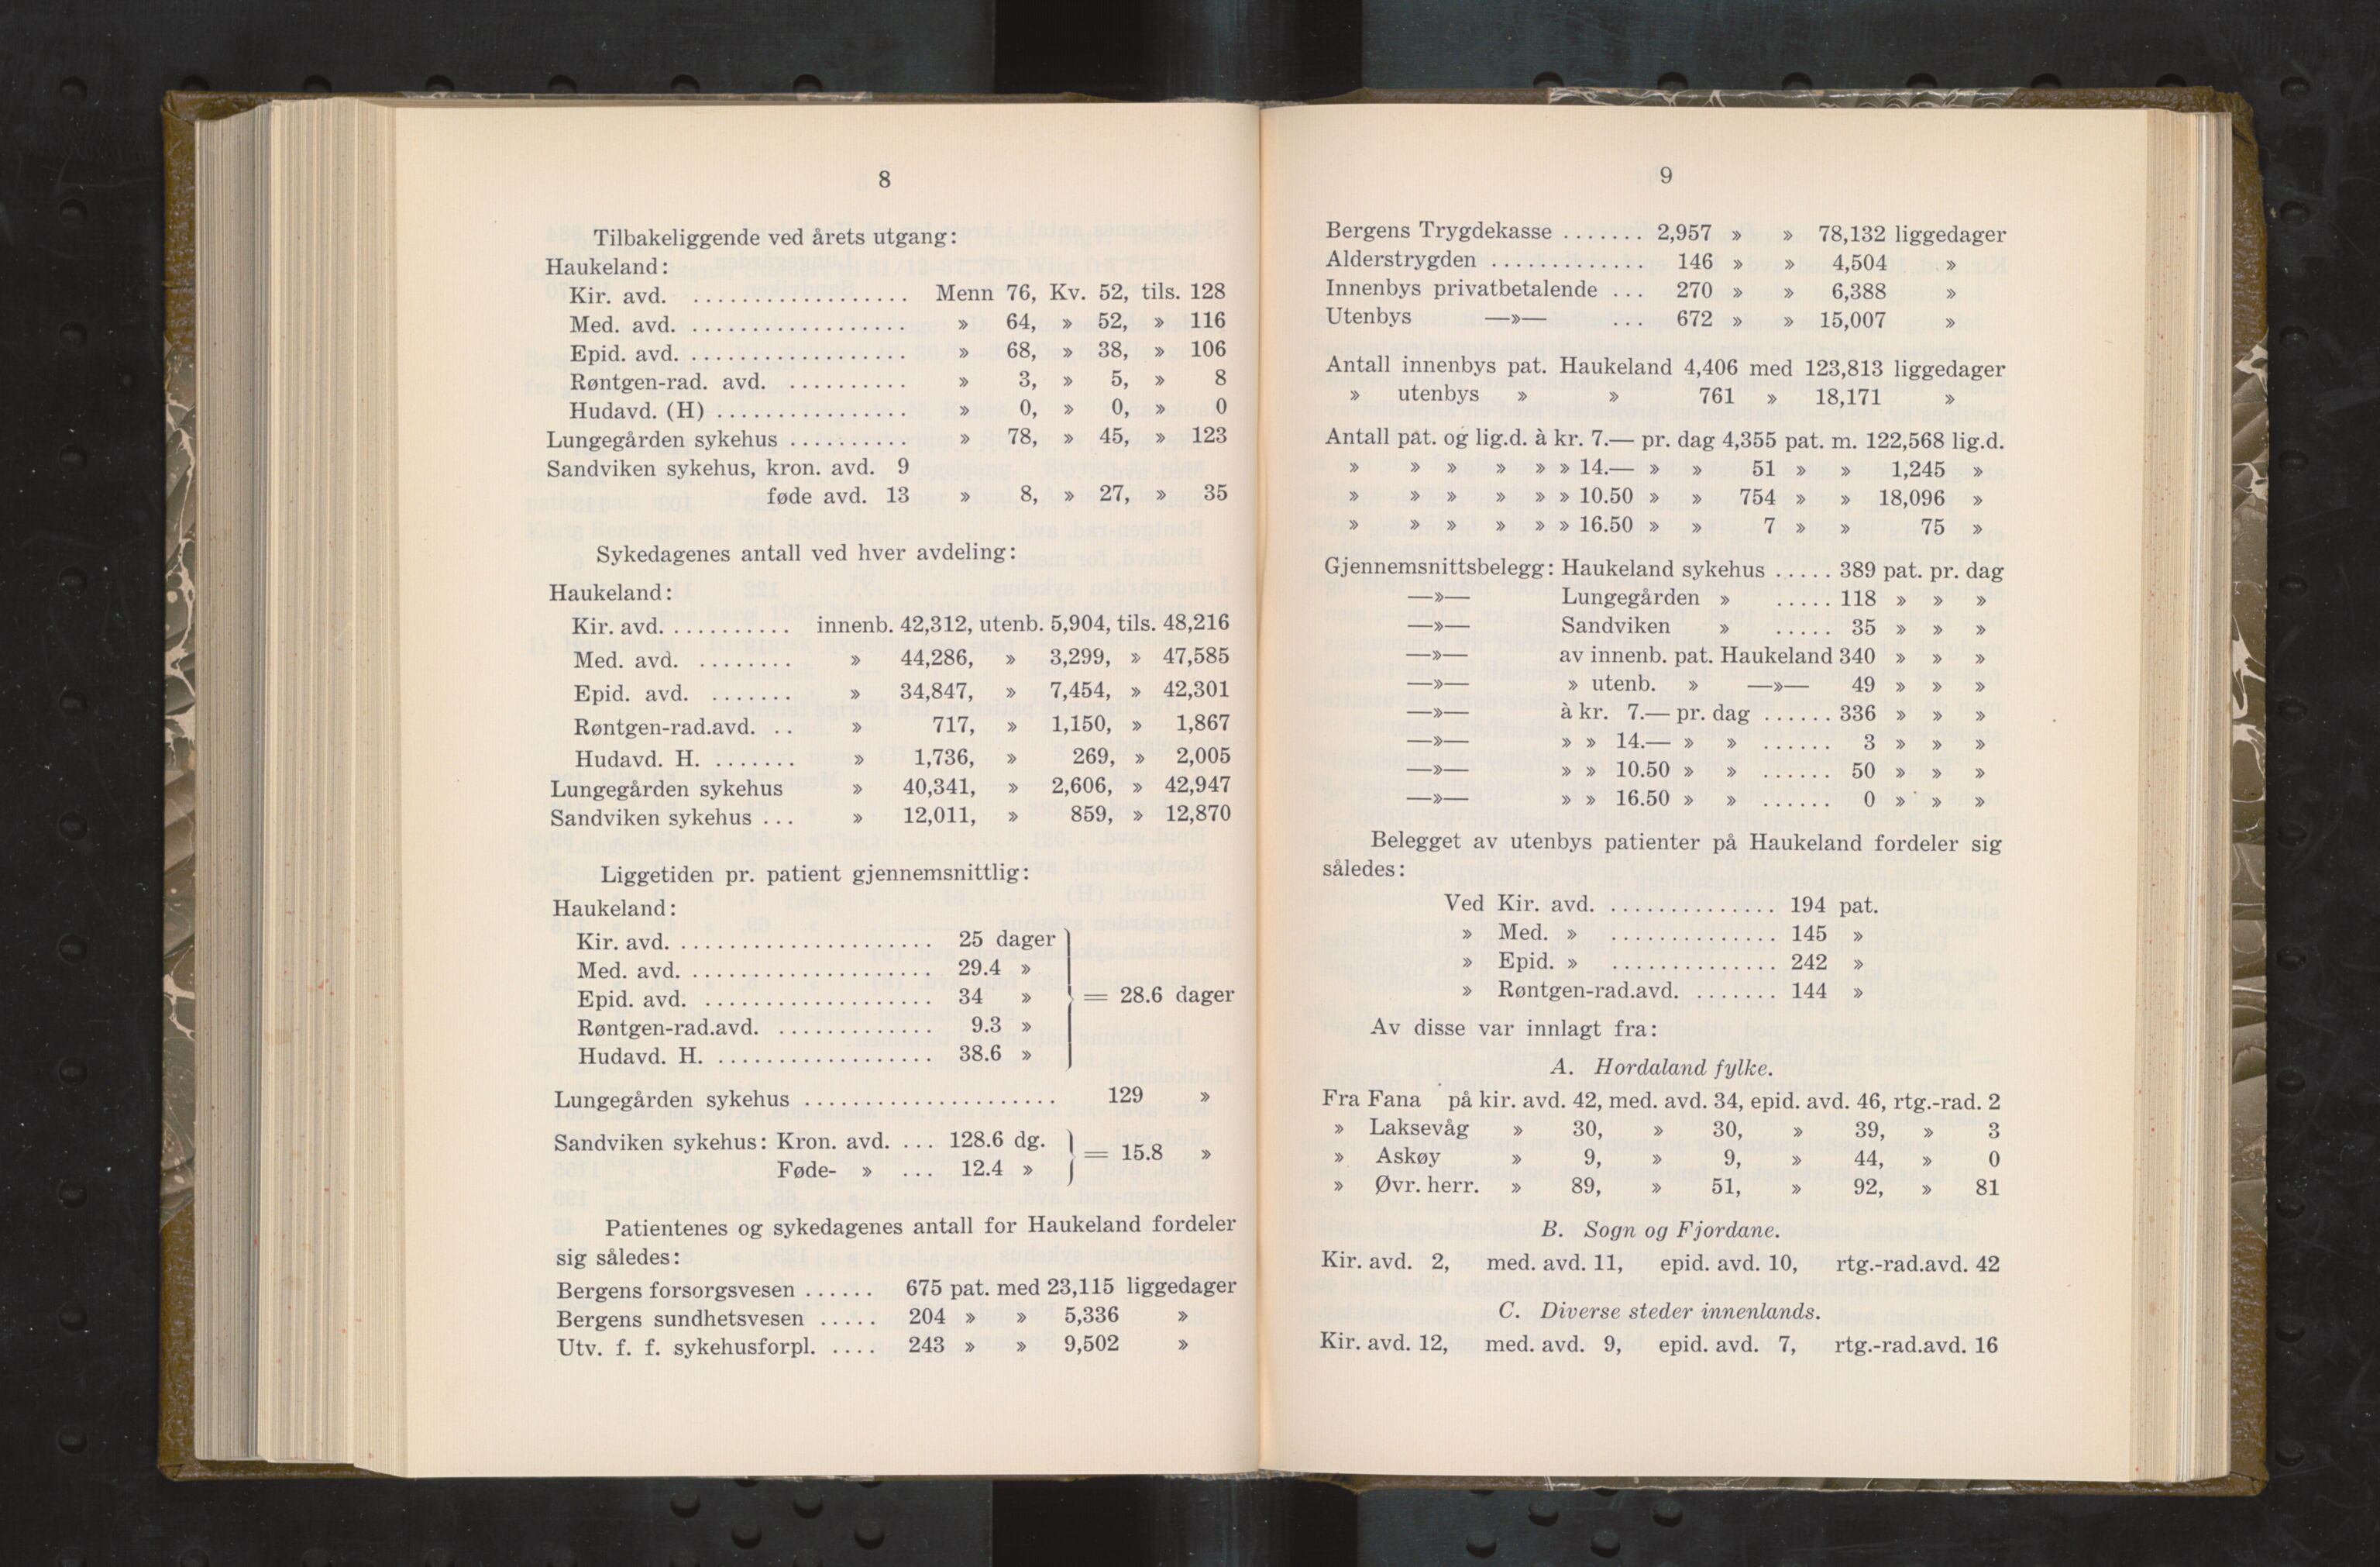 8
Tilbakeliggende ved årets utgang:
Haukeland:
Kir. avd. .................. Menn 76, Kv. 52, tils. 128
Med. avd. .................. » 64, » 52, » 116
Epid. avd. .................. » 68, » 38, » 106
Røntgen-rad. avd. .......... » 3, » 5, » 8
Hudavd. (H) ................ » 0, » 0, » 0
Lungegården sykehus .......... » 78, » 45, » 123
Sandviken sykehus, kron. avd. 9
føde avd. 13 » 8, » 27, » 35
Sykedagenes antall ved hver avdeling:
Haukeland:
Kir. avd. ........... innenb. 42,312, utenb. 5,904, tils. 48,216
Med. avd. ........ » 44,286, » 3,299, » 47,585
Epid. avd. ....... » 34,847, » 7,454, » 42,301
Røntgen-rad.avd. .. » 717, » 1,150, » 1,867
Hudavd. H. ....... » 1,736, » 269, » 2,005
Lungegården sykehus » 40,341, » 2,606, » 42,947
Sandviken sykehus ... » 12,011, » 859, » 12,870
Liggetiden pr. patient gjennemsnittlig:
Haukeland:
Kir. avd. ..................... 25 dager
Med. avd. .................... 29.4 »
Epid. avd. ................... 34 » = 28.6 dager
Røntgen-rad.avd. ............. 9.3 »
Hudavd. H. .................. 38.6 »
Lungegården sykehus ..................... 129 »
Sandviken sykehus: Kron. avd. ... 128.6 dg. = 15.8 »
Føde- » ... 12.4 »
Patientenes og sykedagenes antall for Haukeland fordeler
sig således:
Bergens forsorgsvesen ...... 675 pat. med 23,115 liggedager
Bergens sundhetsvesen ..... 204 » » 5,336 »
Utv. f. f. sykehusforpl. .... 243 » » 9,502 »
9
Bergens Trygdekasse ....... 2,957 » » 78,132 liggedager
Alderstrygden ............. 146 » » 4,504 »
Innenbys privatbetalende ... 270 » » 6,388 »
Utenbys —»— ... 672 » » 15,007 »
Antall innenbys pat. Haukeland 4,406 med 123,813 liggedager
» utenbys » » 761 » 18,171 »
Antall pat. og lig.d. à kr. 7.— pr. dag 4,355 pat. m. 122,568 lig.d.
» » » » » » 14.— » » 51 » » 1,245 »
» » » » » » 10.50 » » 754 » » 18,096 »
» » » » » » 16.50 » » 7 » » 75 »
Gjennemsnittsbelegg: Haukeland sykehus ..... 389 pat. pr. dag
—»— Lungegården » ..... 118 » » »
—»— Sandviken » ..... 35 » » »
—»— av innenb. pat. Haukeland 340 » » »
—»— » utenb. » —»— 49 » » »
—»— à kr. 7.— pr. dag ...... 336 » » »
—»— » » 14.— » » ...... 3 » » »
—»— » » 10.50 » » ...... 50 » » »
—»— » » 16.50 » » ...... 0 » » »
Belegget av utenbys patienter på Haukeland fordeler sig
således:
Ved Kir. avd. .............. 194 pat.
» Med. » .............. 145 »
» Epid. » .............. 242 »
» Røntgen-rad.avd. ....... 144 »
Av disse var innlagt fra:
A. Hordaland fylke.
Fra Fana på kir. avd. 42, med. avd. 34, epid. avd. 46, rtg.-rad. 2
» Laksevåg » 30, » 30, » 39, » 3
» Askøy » 9, » 9, » 44, » 0
» Øvr. herr. » 89, » 51, » 92, » 81
B. Sogn og Fjordane.
Kir. avd. 2, med. avd. 11, epid. avd. 10, rtg.-rad.avd. 42
C. Diverse steder innenlands.
Kir. avd. 12, med. avd. 9, epid. avd. 7, rtg.-rad.avd. 16